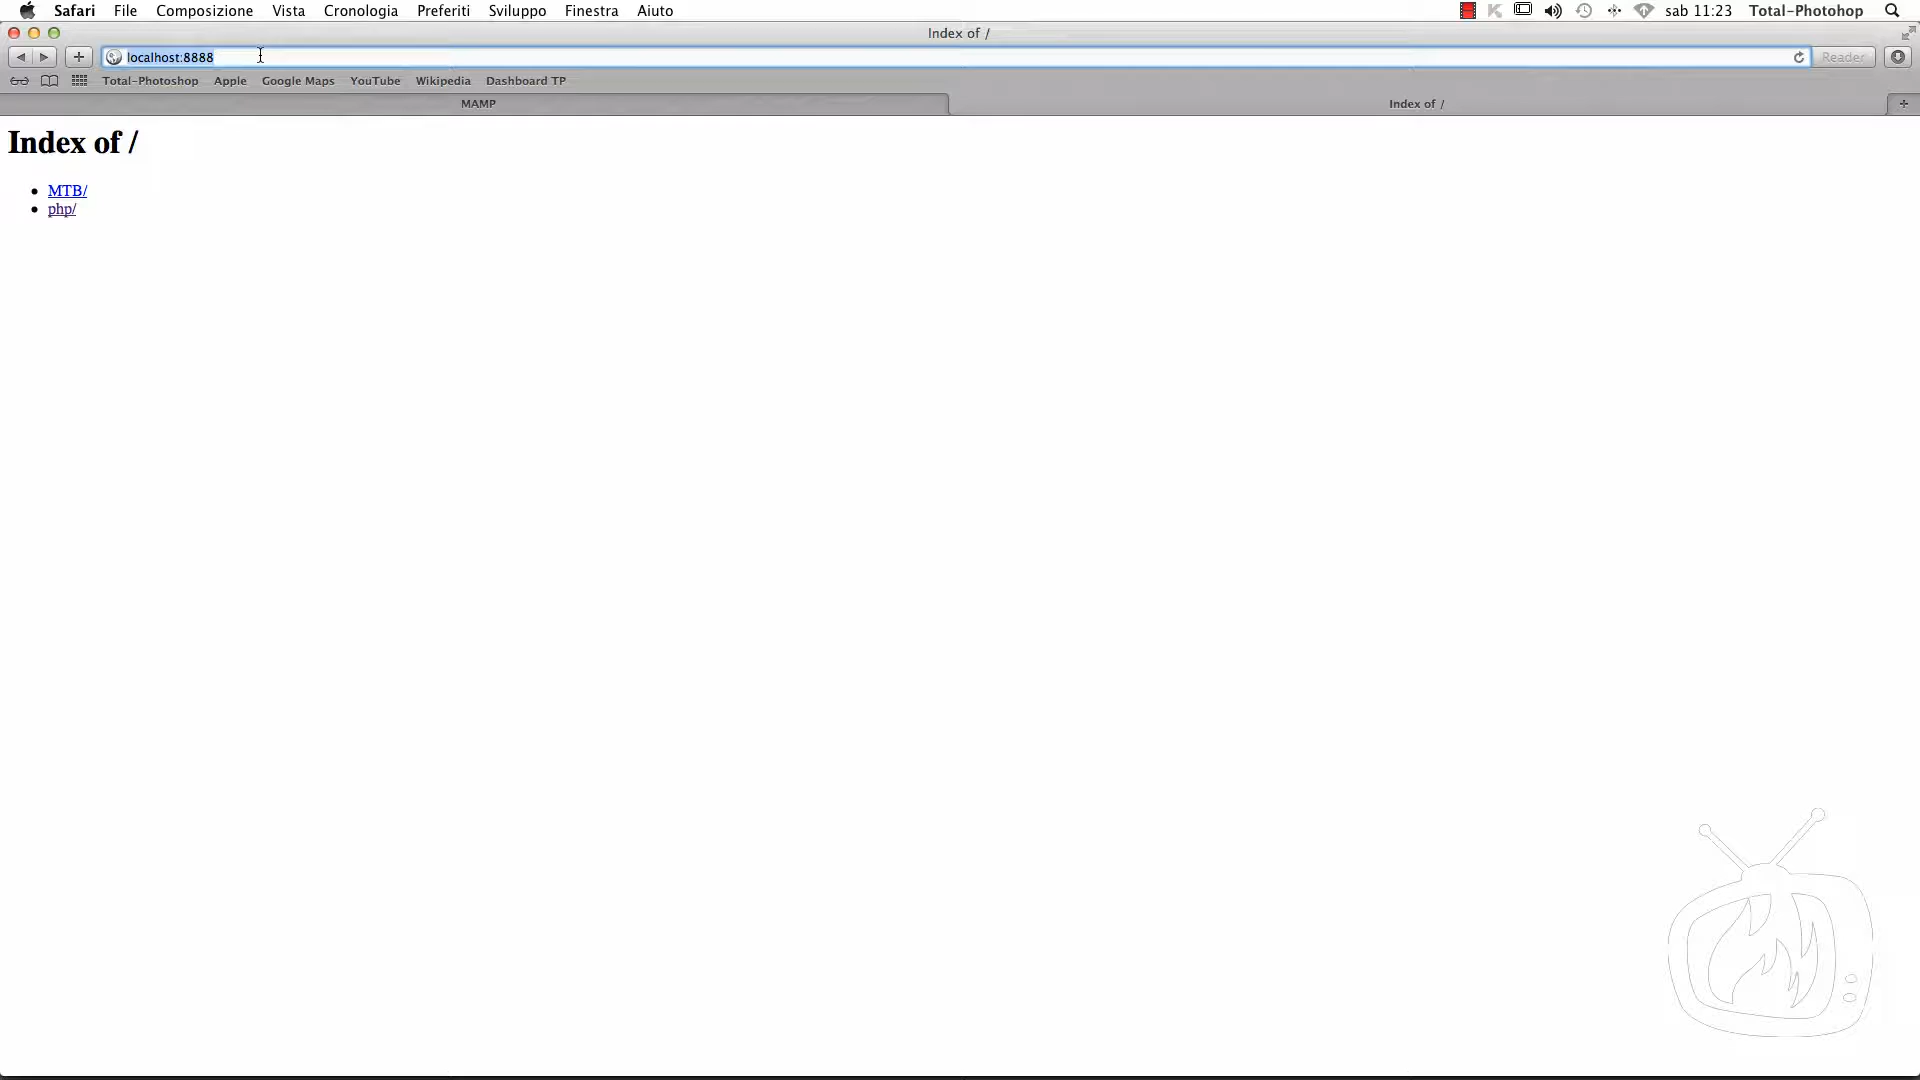 Safari File Composizione Vista Cronologia Preferiti Sviluppo Finestra Aiuto sab 11:23 Total-Photohop
Index of /
localhost:8888 Reader
Total-Photoshop Apple Google Maps YouTube Wikipedia Dashboard TP
MAMP Index of /
Index of /
MTB/
php/